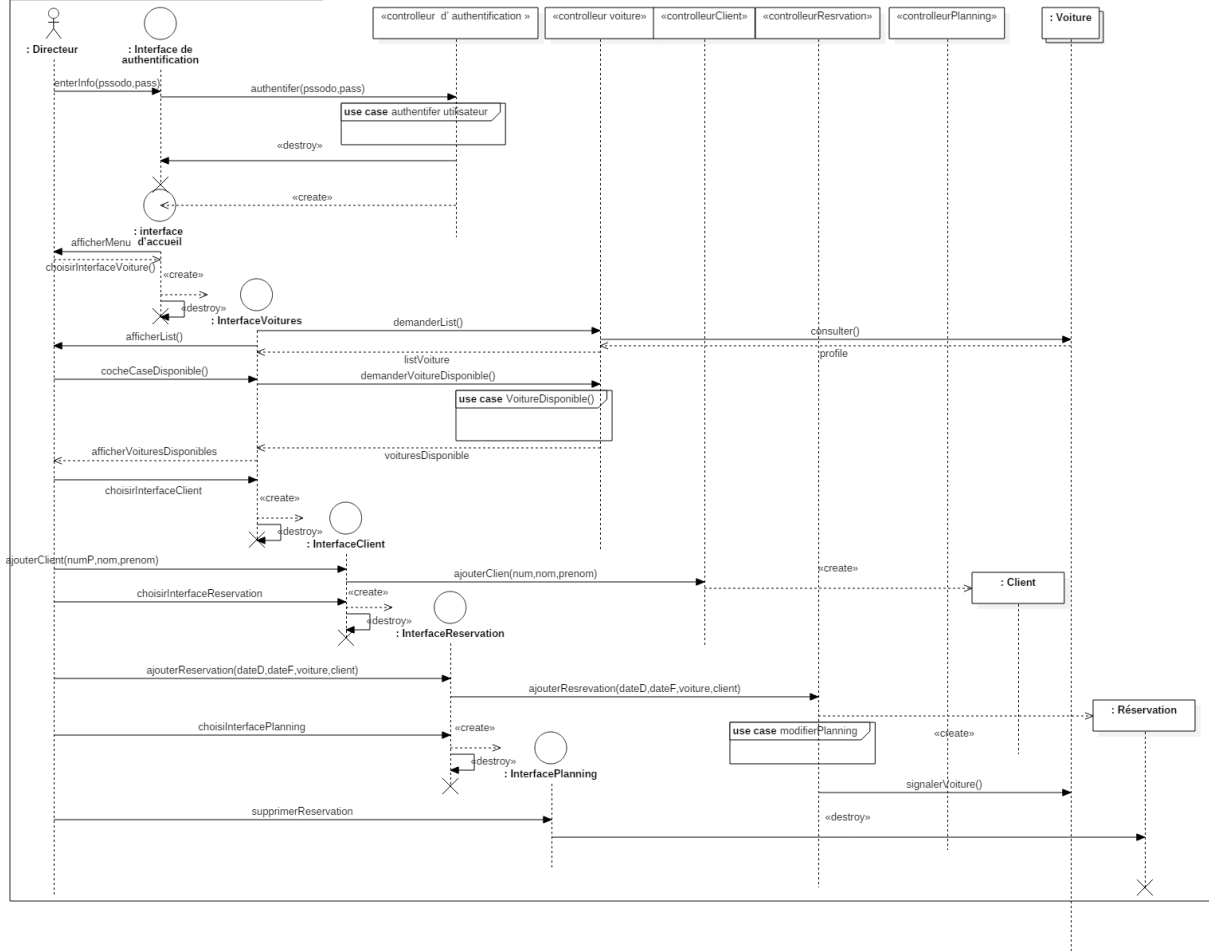 «controlleur d' authentification »
«controlleur voiture»
«controlleurClient»
«controlleurResrvation»
«controlleurPlanning»
: Voiture
: Directeur
: Interface de
authentification
enterInfo(pssodo,pass)
authentifer(pssodo,pass)
use case authentifer utilisateur
«destroy»
«create»
: interface
d'accueil
afficherMenu
choisirInterfaceVoiture()
«create»
«destroy»
: InterfaceVoitures
demanderList()
consulter()
afficherList()
listVoiture
profile
cocheCaseDisponible()
demanderVoitureDisponible()
use case VoitureDisponible()
afficherVoituresDisponibles
voituresDisponible
choisirInterfaceClient
«create»
«destroy»
: InterfaceClient
ajouterClient(numP,nom,prenom)
ajouterClien(num,nom,prenom)
«create»
: Client
choisirInterfaceReservation
«create»
«destroy»
: InterfaceReservation
ajouterReservation(dateD,dateF,voiture,client)
ajouterResrevation(dateD,dateF,voiture,client)
: Réservation
choisiInterfacePlanning
«create»
use case modifierPlanning
«create»
«destroy»
: InterfacePlanning
signalerVoiture()
supprimerReservation
«destroy»